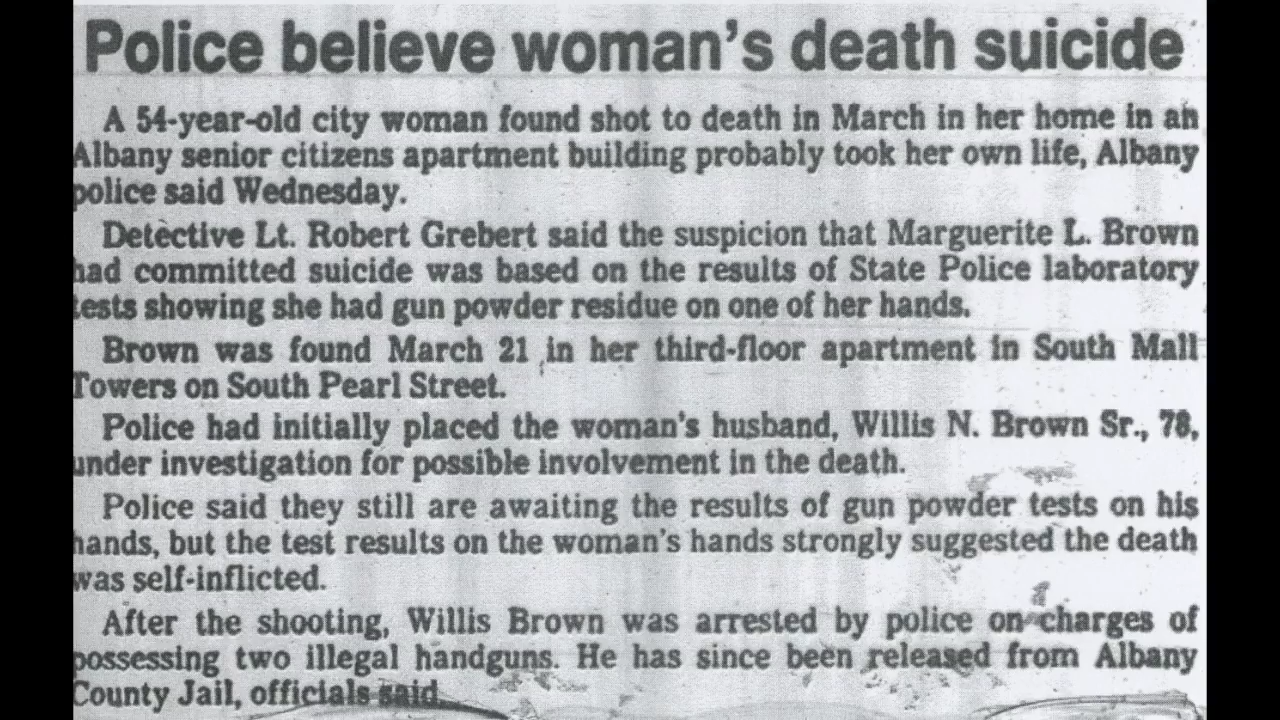 Police believe woman's death suicide
A 54-year-old city woman found shot to death in March in her home in an
Albany senior citizens apartment building probably took her own life, Albany
police said Wednesday.
Detective Lt. Robert Grebert said the suspicion that Marguerite L. Brown
had committed suicide was based on the results of State Police laboratory
tests showing she had gun powder residue on one of her hands.
Brown was found March 21 in her third-floor apartment in South Mall
Towers on South Pearl Street.
Police had initially placed the woman's husband, Willis N. Brown Sr., 78,
under investigation for possible involvement in the death.
Police said they still are awaiting the results of gun powder tests on his
hands, but the test results on the woman's hands strongly suggested the death
was self-inflicted.
After the shooting, Willis Brown was arrested by police on charges of
possessing two illegal handguns. He has since been released from Albany
County Jail, officials said.